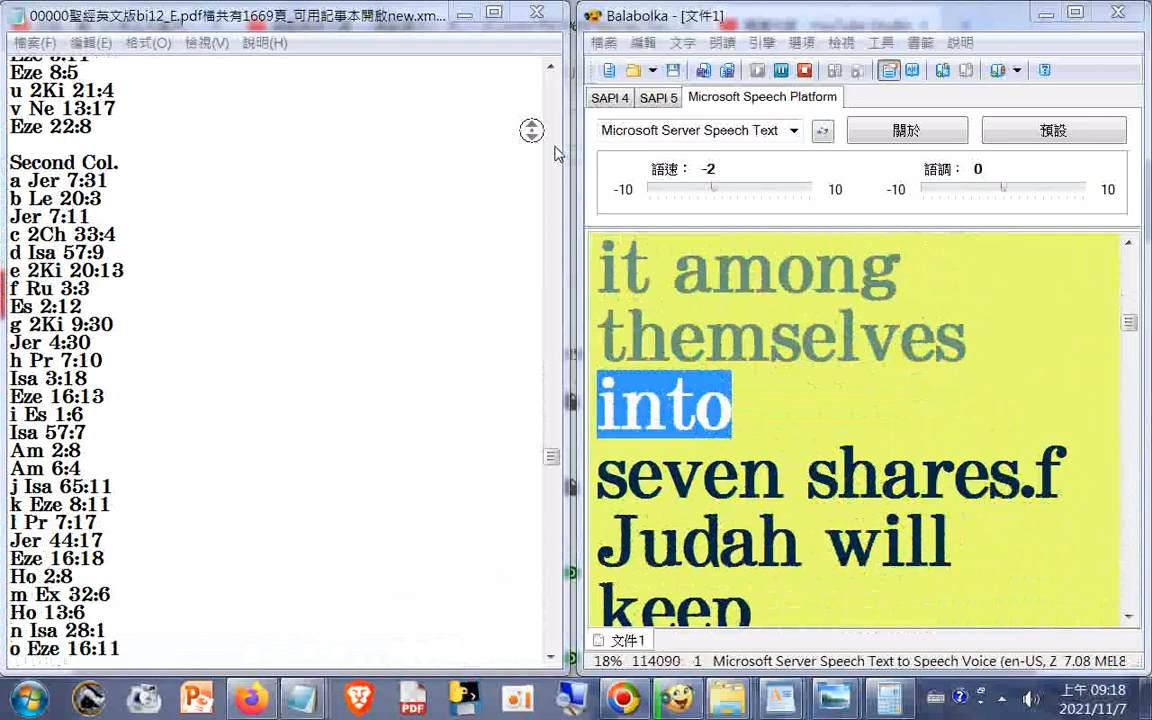 00000聖經英文版bi12_E.pdf檔共有1669頁_可用記事本開啟new.xm...
檔案(F) 編輯(E) 格式(O) 檢視(V) 說明(H)
Eze 8:5
u 2Ki 21:4
v Ne 13:17
Eze 22:8
Second Col.
a Jer 7:31
b Le 20:3
Jer 7:11
c 2Ch 33:4
d Isa 57:9
e 2Ki 20:13
f Ru 3:3
Es 2:12
g 2Ki 9:30
Jer 4:30
h Pr 7:10
Isa 3:18
Eze 16:13
i Es 1:6
Isa 57:7
Am 2:8
Am 6:4
j Isa 65:11
k Eze 8:11
l Pr 7:17
Jer 44:17
Eze 16:18
Ho 2:8
m Ex 32:6
Ho 13:6
n Isa 28:1
o Eze 16:11
Balabolka - [文件1]
檔案 編輯 文字 朗讀 引擎 選項 檢視 工具 書籤 說明
SAPI 4 SAPI 5 Microsoft Speech Platform
Microsoft Server Speech Text 關於 預設
語速： -2 語調： 0
-10 10 -10 10
it among
themselves
into
seven shares.f
Judah will
keep
文件1
18% 114090 1 Microsoft Server Speech Text to Speech Voice (en-US, Z 7.08 MEL8
PDF
上午 09:18
2021/11/7